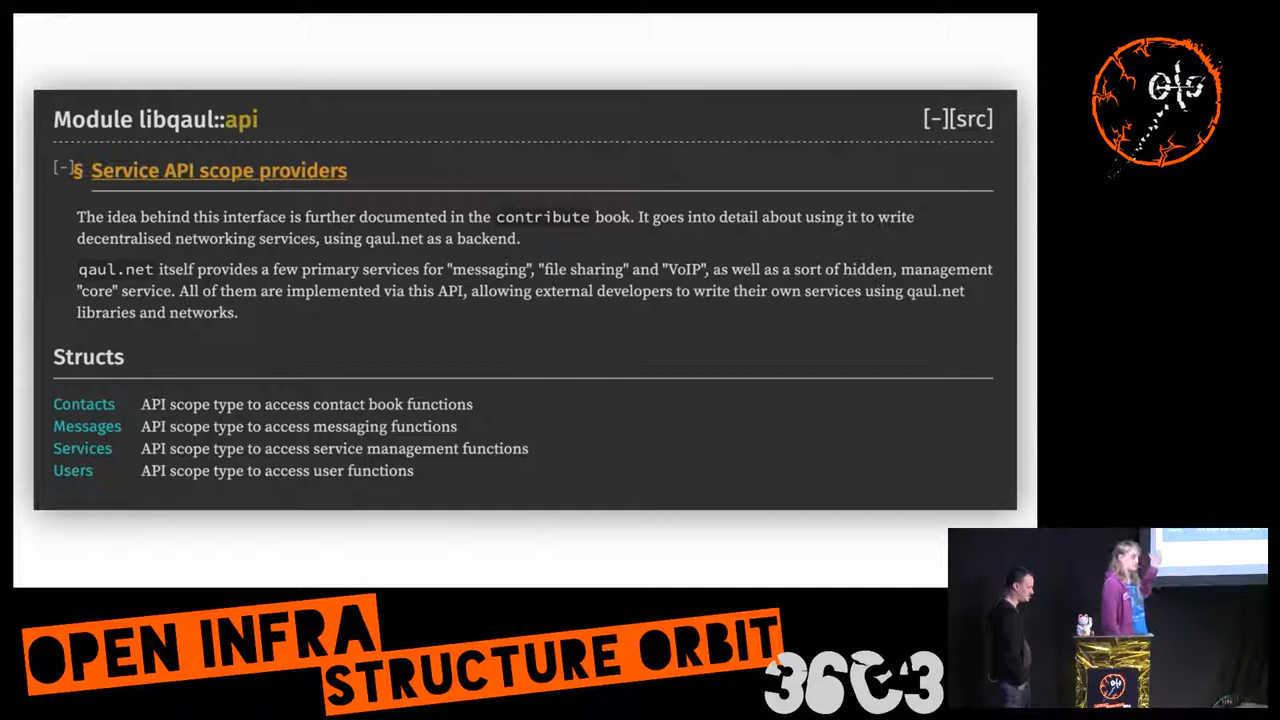 Module libqaul::api
[-][src]
[-]§ Service API scope providers
The idea behind this interface is further documented in the contribute book. It goes into detail about using it to write
decentralised networking services, using qaul.net as a backend.
qaul.net itself provides a few primary services for "messaging", "file sharing" and "VoIP", as well as a sort of hidden, management
"core" service. All of them are implemented via this API, allowing external developers to write their own services using qaul.net
libraries and networks.
Structs
Contacts API scope type to access contact book functions
Messages API scope type to access messaging functions
Services API scope type to access service management functions
Users API scope type to access user functions
OPEN INFRA
STRUCTURE ORBIT
36C3